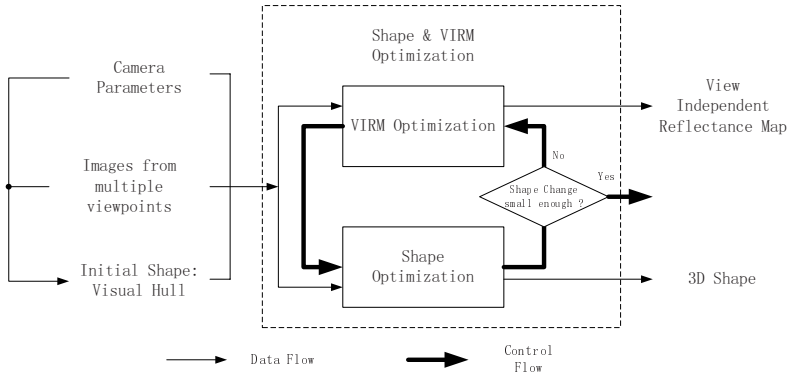 Shape & VIRM
Optimization
Camera
Parameters
Images from
multiple
viewpoints
Initial Shape:
Visual Hull
VIRM Optimization
Shape
Optimization
No
Yes
Shape Change
small enough ?
View
Independent
Reflectance Map
3D Shape
Data Flow
Control
Flow